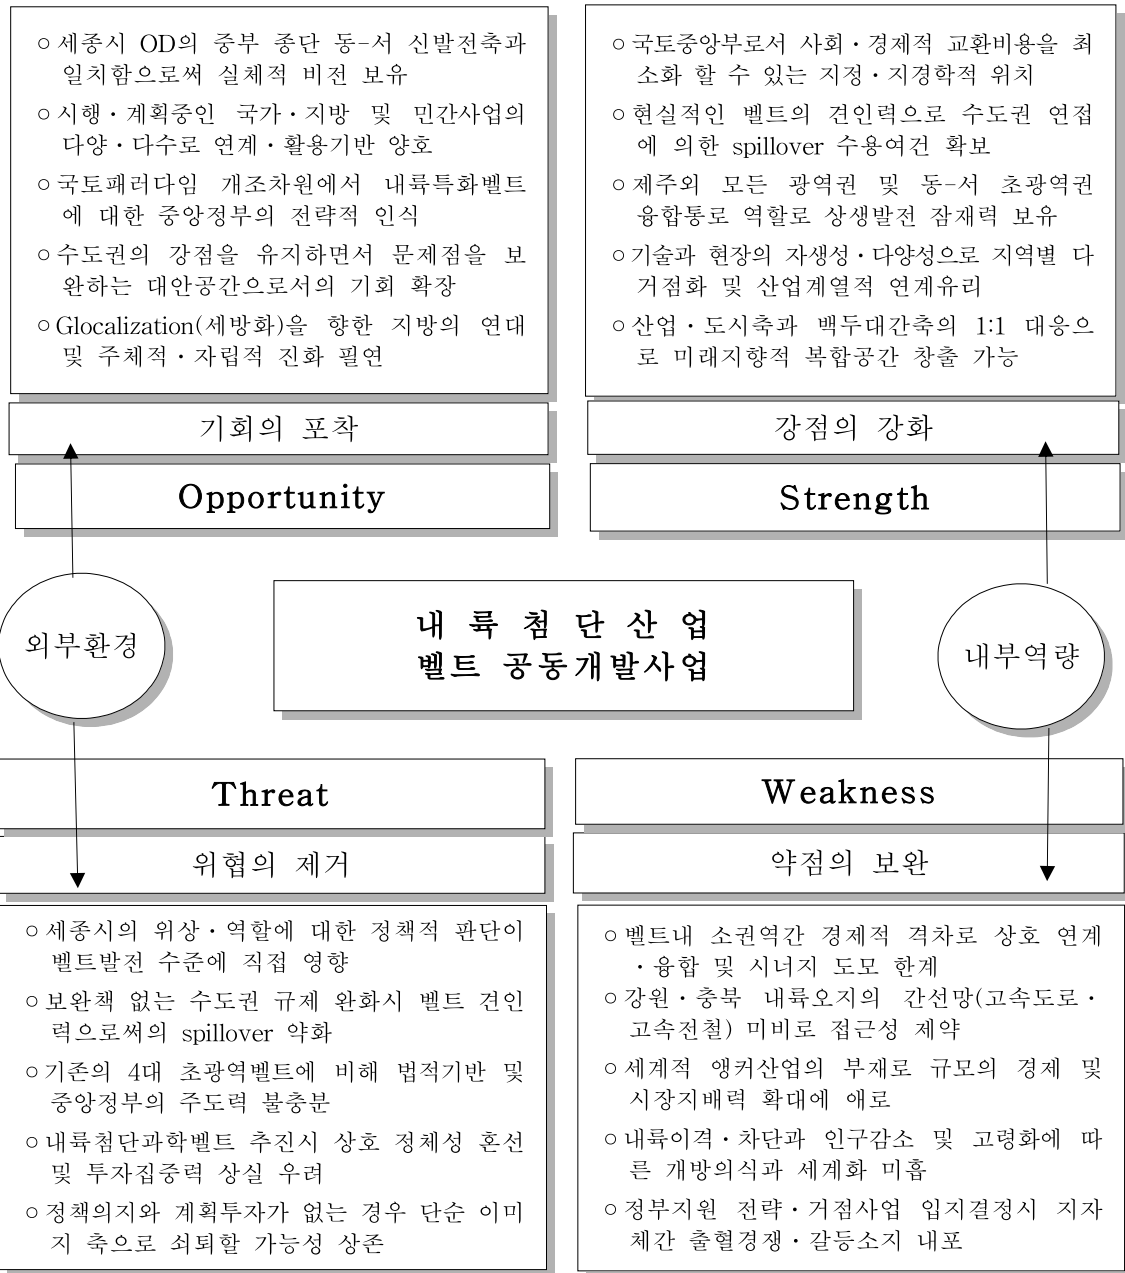 ○ 세종시 OD의 중부 종단 동-서 신발전축과
일치함으로써 실체적 비전 보유
○ 시행·계획중인 국가·지방 및 민간사업의
다양·다수로 연계·활용기반 양호
○ 국토패러다임 개조차원에서 내륙특화벨트
에 대한 중앙정부의 전략적 인식
○ 수도권의 강점을 유지하면서 문제점을 보
완하는 대안공간으로서의 기회 확장
○ Glocalization(세방화)을 향한 지방의 연대
및 주체적·자립적 진화 필연
기회의 포착
Opportunity
○ 국토중앙부로서 사회·경제적 교환비용을 최
소화 할 수 있는 지정·지경학적 위치
○ 현실적인 벨트의 견인력으로 수도권 연접
에 의한 spillover 수용여건 확보
○ 제주외 모든 광역권 및 동-서 초광역권
융합통로 역할로 상생발전 잠재력 보유
○ 기술과 현장의 자생성·다양성으로 지역별 다
거점화 및 산업계열적 연계유리
○ 산업·도시축과 백두대간축의 1:1 대응으
로 미래지향적 복합공간 창출 가능
강점의 강화
Strength
외부환경
내 륙 첨 단 산 업
벨트 공동개발사업
내부역량
Threat
위협의 제거
○ 세종시의 위상·역할에 대한 정책적 판단이
벨트발전 수준에 직접 영향
○ 보완책 없는 수도권 규제 완화시 벨트 견인
력으로써의 spillover 약화
○ 기존의 4대 초광역벨트에 비해 법적기반 및
중앙정부의 주도력 불충분
○ 내륙첨단과학벨트 추진시 상호 정체성 혼선
및 투자집중력 상실 우려
○ 정책의지와 계획투자가 없는 경우 단순 이미
지 축으로 쇠퇴할 가능성 상존
Weakness
약점의 보완
○ 벨트내 소권역간 경제적 격차로 상호 연계
·융합 및 시너지 도모 한계
○ 강원·충북 내륙오지의 간선망(고속도로·
고속전철) 미비로 접근성 제약
○ 세계적 앵커산업의 부재로 규모의 경제 및
시장지배력 확대에 애로
○ 내륙이격·차단과 인구감소 및 고령화에 따
른 개방의식과 세계화 미흡
○ 정부지원 전략·거점사업 입지결정시 지자
체간 출혈경쟁·갈등소지 내포